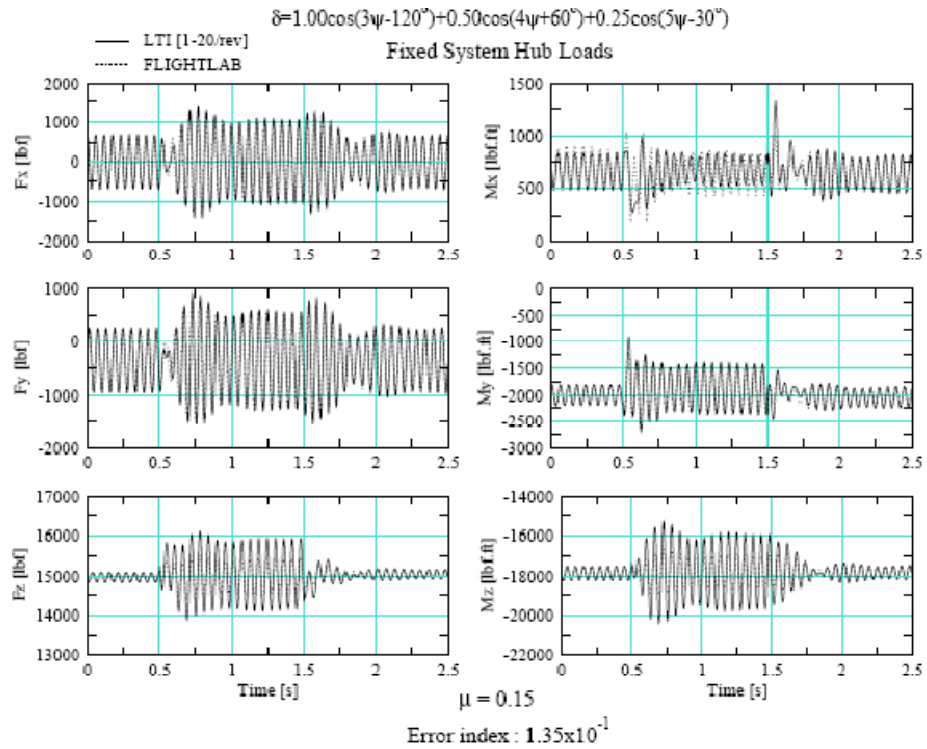 δ=1.00cos(3ψ-120°)+0.50cos(4ψ+60°)+0.25cos(5ψ-30°)
LTI [1-20/rev]
FLIGHTLAB
Fixed System Hub Loads
Fx [lbf]
2000
1000
0
-1000
-2000
0 0.5 1 1.5 2 2.5
Mx [lbf.ft]
1500
1000
500
0
0 0.5 1 1.5 2 2.5
Fy [lbf]
1000
0
-1000
-2000
0 0.5 1 1.5 2 2.5
My [lbf.ft]
0
-500
-1000
-1500
-2000
-2500
-3000
0 0.5 1 1.5 2 2.5
Fz [lbf]
17000
16000
15000
14000
13000
0 0.5 1 1.5 2 2.5
Time [s]
Mz [lbf.ft]
-14000
-16000
-18000
-20000
-22000
0 0.5 1 1.5 2 2.5
Time [s]
μ = 0.15
Error index : 1.35x10⁻¹